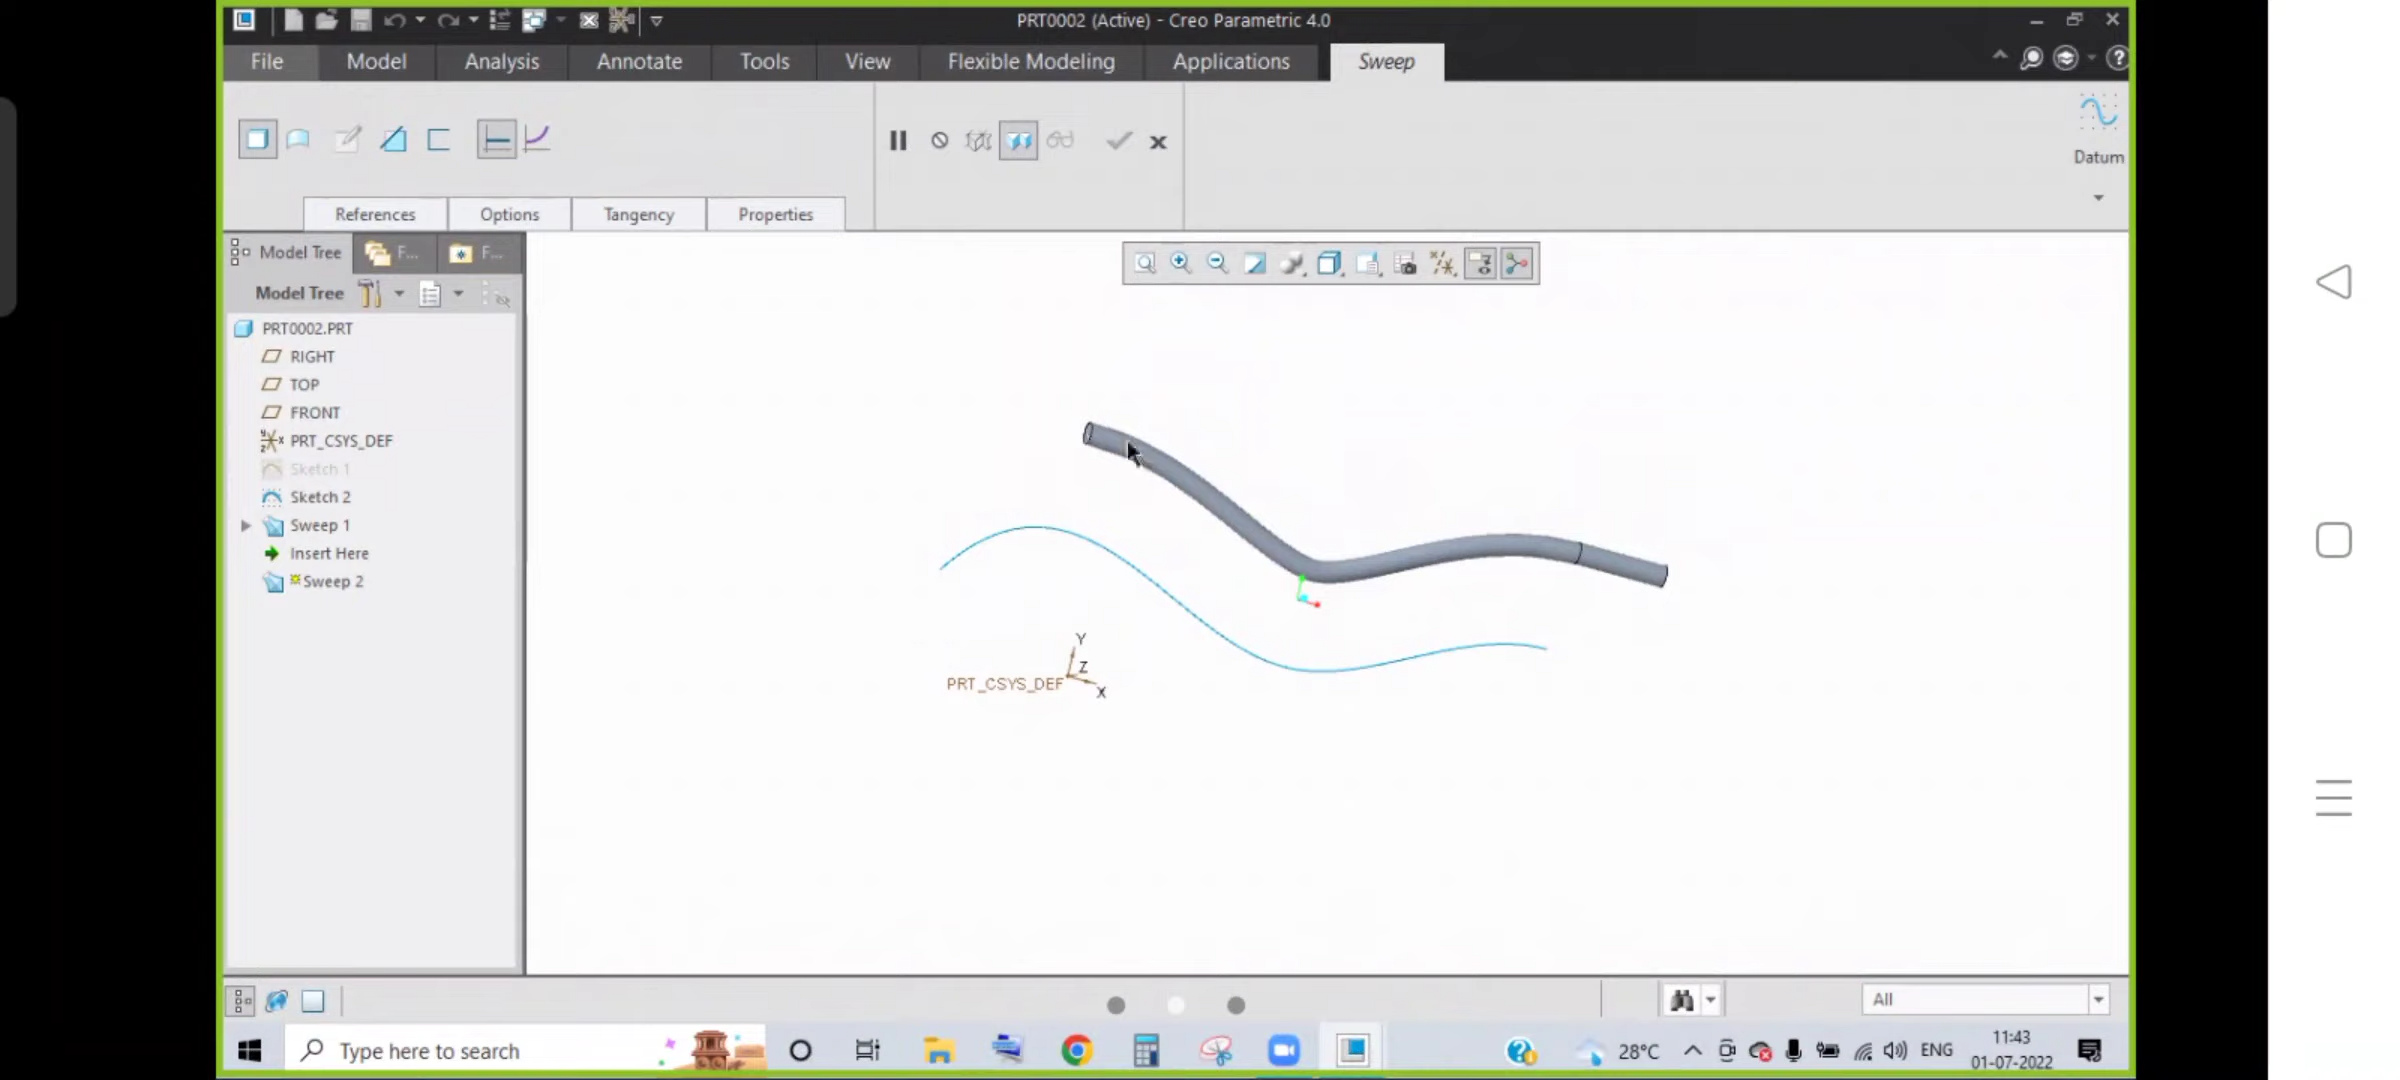 PRT0002 (Active) - Creo Parametric 4.0
File Model Analysis Annotate Tools View Flexible Modeling Applications Sweep
Datum
References Options Tangency Properties
Model Tree F... F...
Model Tree
PRT0002.PRT
RIGHT
TOP
FRONT
PRT_CSYS_DEF
Sketch 1
Sketch 2
Sweep 1
Insert Here
Sweep 2
Y
Z
PRT_CSYS_DEF
X
All
Type here to search
28°C
ENG
11:43
01-07-2022